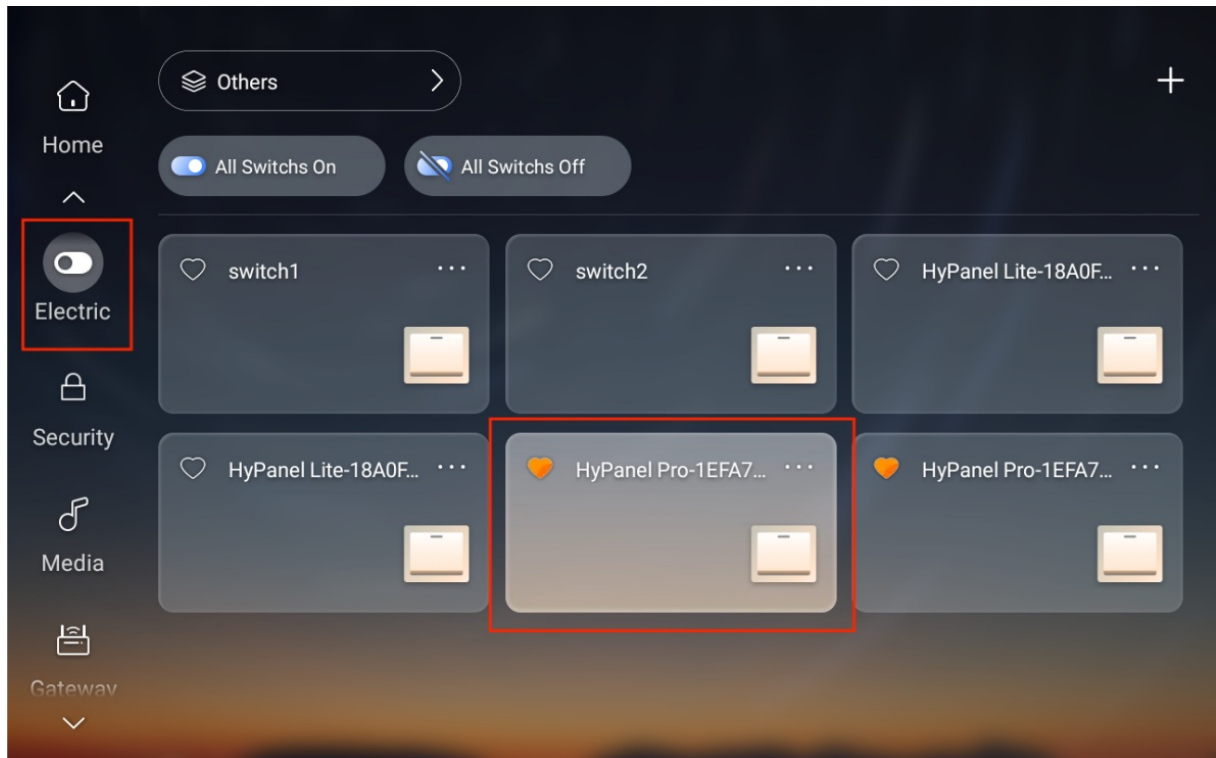 Others
Home
All Switchs On
All Switchs Off
switch1
switch2
HyPanel Lite-18A0F...
Electric
Security
HyPanel Lite-18A0F...
HyPanel Pro-1EFA7...
HyPanel Pro-1EFA7...
Media
Gateway